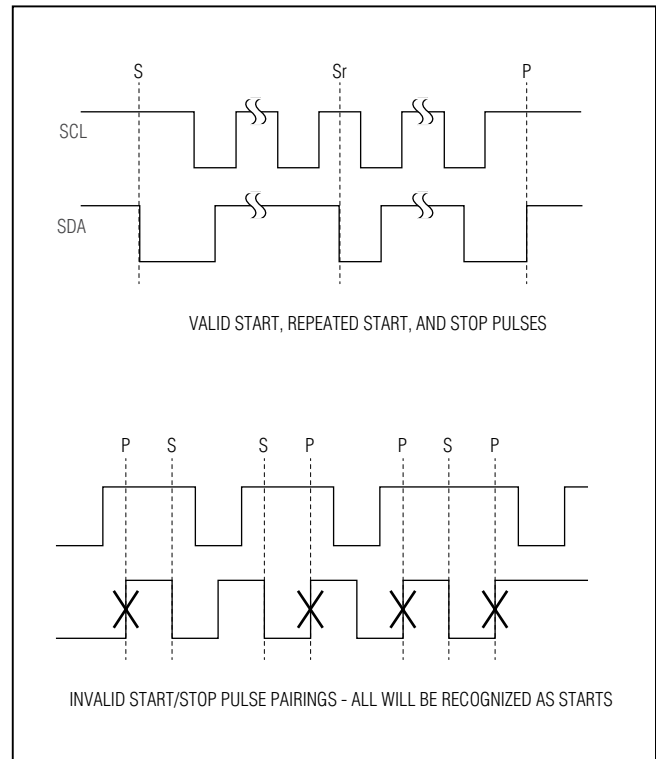 S Sr P
SCL
SDA
VALID START, REPEATED START, AND STOP PULSES
P S S P P S P
INVALID START/STOP PULSE PAIRINGS - ALL WILL BE RECOGNIZED AS STARTS